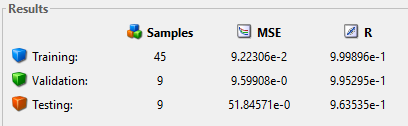 Results
Samples MSE R
Training: 45 9.22306e-2 9.99896e-1
Validation: 9 9.59908e-0 9.95295e-1
Testing: 9 51.84571e-0 9.63535e-1